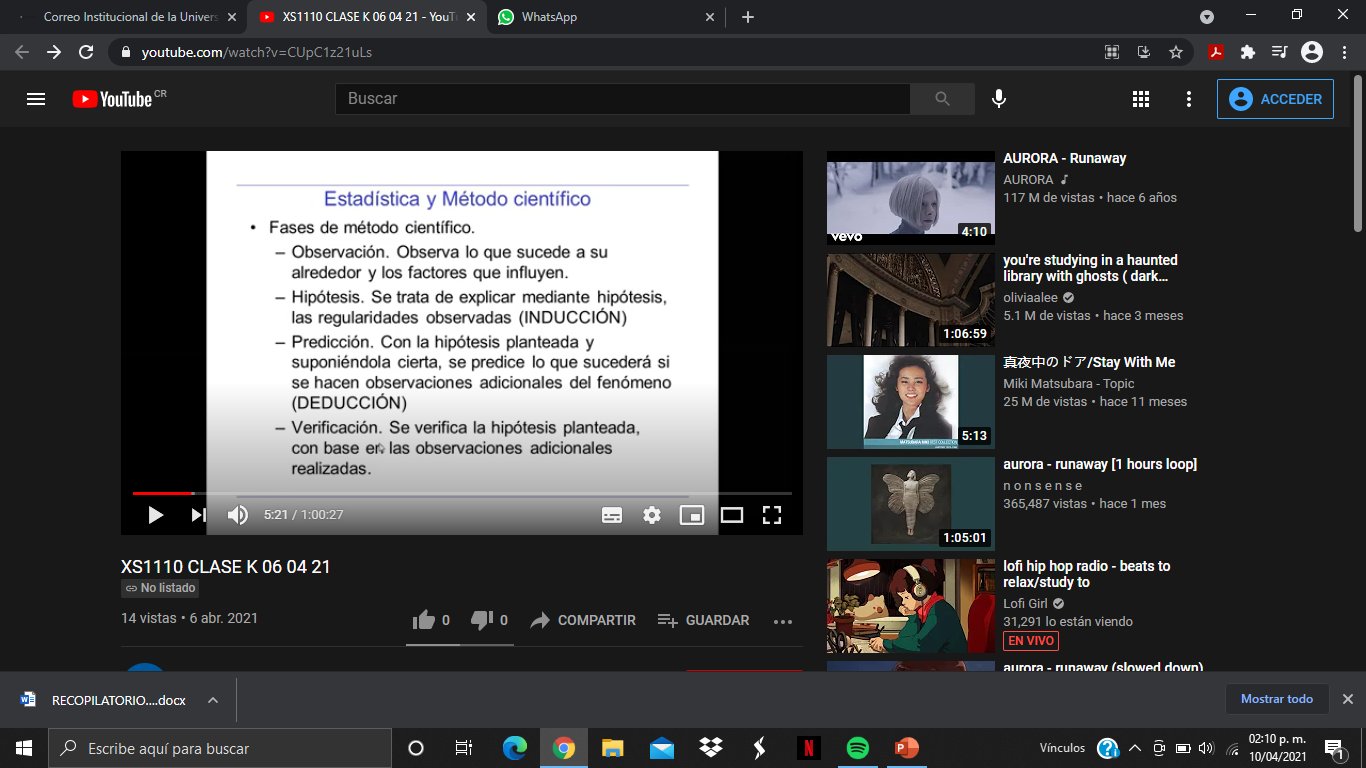 Correo Institucional de la Univers
XS1110 CLASE K 06 04 21 - YouT
WhatsApp
youtube.com/watch?v=CUpC1z21uLs
YouTube CR
Buscar
ACCEDER
Estadística y Método científico
• Fases de método científico.
– Observación. Observa lo que sucede a su
alrededor y los factores que influyen.
– Hipótesis. Se trata de explicar mediante hipótesis,
las regularidades observadas (INDUCCIÓN)
– Predicción. Con la hipótesis planteada y
suponiéndola cierta, se predice lo que sucederá si
se hacen observaciones adicionales del fenómeno
(DEDUCCIÓN)
– Verificación. Se verifica la hipótesis planteada,
con base en las observaciones adicionales
realizadas.
5:21 / 1:00:27
XS1110 CLASE K 06 04 21
No listado
14 vistas • 6 abr. 2021
0
0
COMPARTIR
GUARDAR
vevo
4:10
AURORA - Runaway
AURORA
117 M de vistas • hace 6 años
1:06:59
you're studying in a haunted
library with ghosts ( dark...
oliviaalee
5.1 M de vistas • hace 3 meses
5:13
真夜中のドア/Stay With Me
Miki Matsubara - Topic
25 M de vistas • hace 11 meses
1:05:01
aurora - runaway [1 hours loop]
n o n s e n s e
365,487 vistas • hace 1 mes
lofi hip hop radio - beats to
relax/study to
Lofi Girl
31,291 lo están viendo
EN VIVO
aurora - runaway (slowed down)
RECOPILATORIO....docx
Mostrar todo
Escribe aquí para buscar
Vínculos
02:10 p. m.
10/04/2021
1